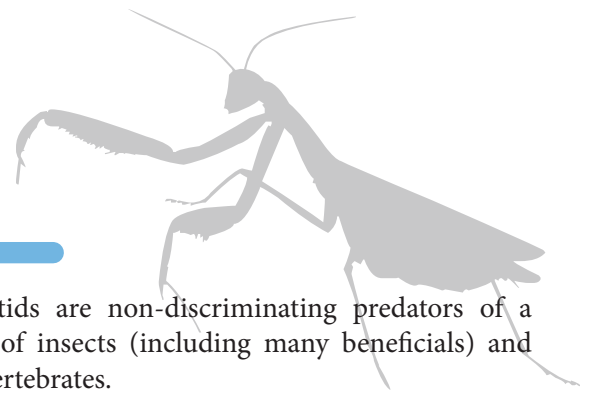 tids are non-discriminating predators of a
of insects (including many beneficials) and
ertebrates.